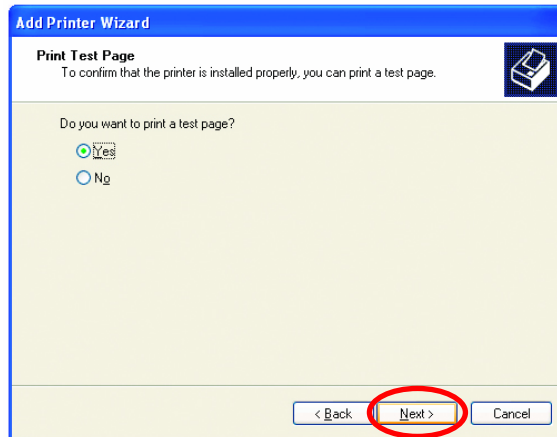 Add Printer Wizard
Print Test Page
To confirm that the printer is installed properly, you can print a test page.
Do you want to print a test page?
Yes
No
< Back Next > Cancel